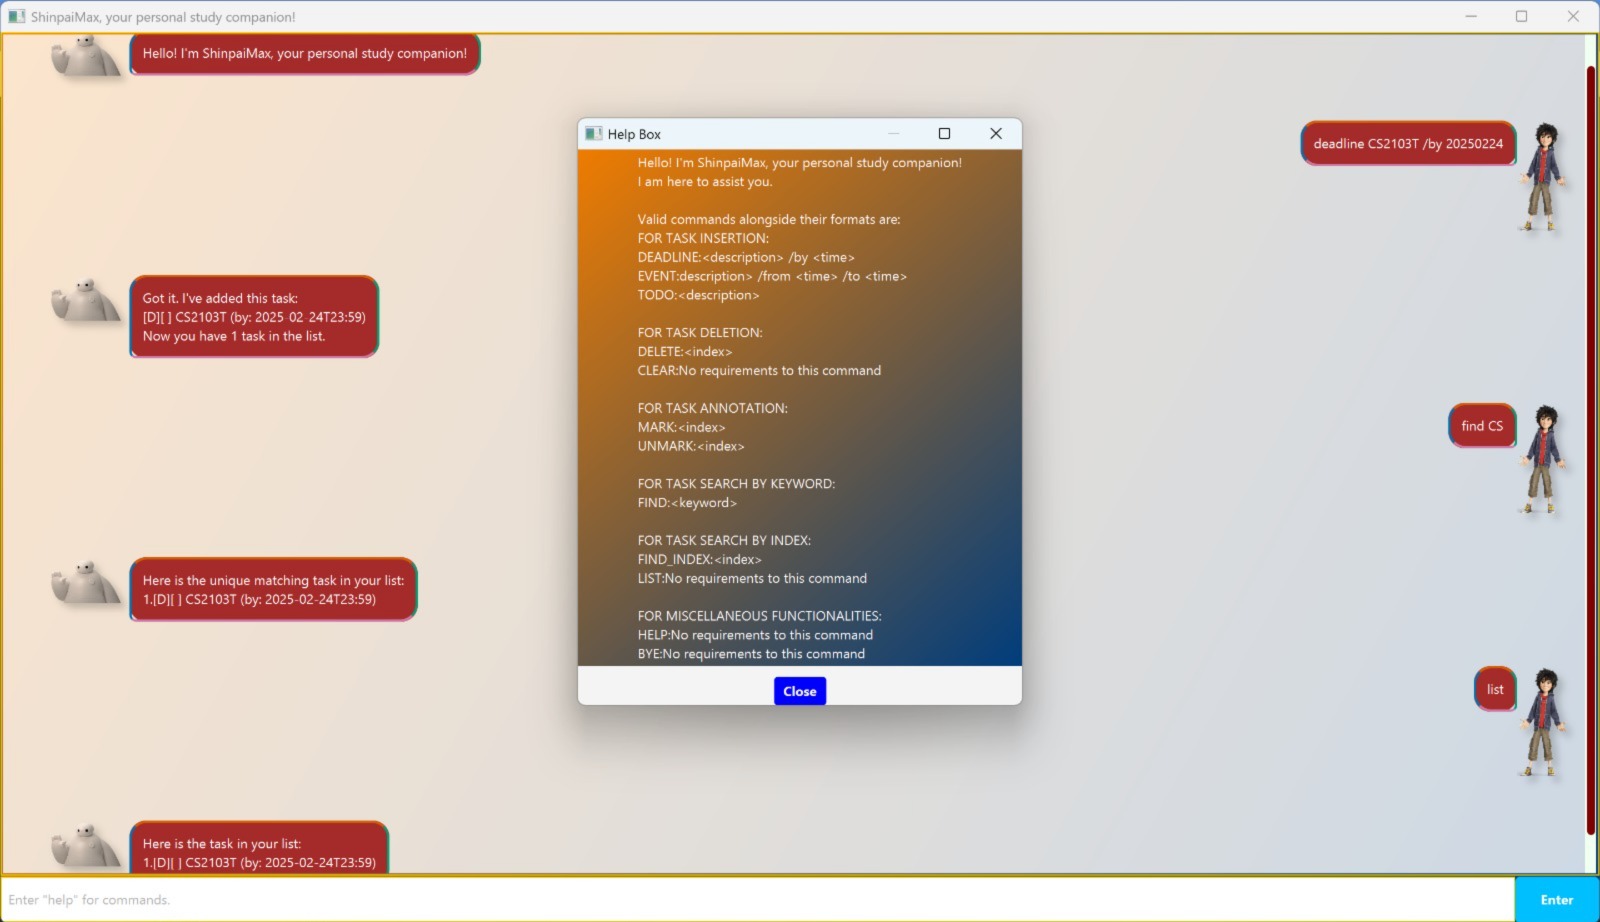 ShinpaiMax, your personal study companion!
Hello! I'm ShinpaiMax, your personal study companion!
deadline CS2103T /by 20250224
Got it. I've added this task:
[D][ ] CS2103T (by: 2025-02-24T23:59)
Now you have 1 task in the list.
find CS
Here is the unique matching task in your list:
1.[D][ ] CS2103T (by: 2025-02-24T23:59)
list
Here is the task in your list:
1.[D][ ] CS2103T (by: 2025-02-24T23:59)
Help Box
Hello! I'm ShinpaiMax, your personal study companion!
I am here to assist you.
Valid commands alongside their formats are:
FOR TASK INSERTION:
DEADLINE:<description> /by <time>
EVENT:description> /from <time> /to <time>
TODO:<description>
FOR TASK DELETION:
DELETE:<index>
CLEAR:No requirements to this command
FOR TASK ANNOTATION:
MARK:<index>
UNMARK:<index>
FOR TASK SEARCH BY KEYWORD:
FIND:<keyword>
FOR TASK SEARCH BY INDEX:
FIND_INDEX:<index>
LIST:No requirements to this command
FOR MISCELLANEOUS FUNCTIONALITIES:
HELP:No requirements to this command
BYE:No requirements to this command
Close
Enter "help" for commands.
Enter